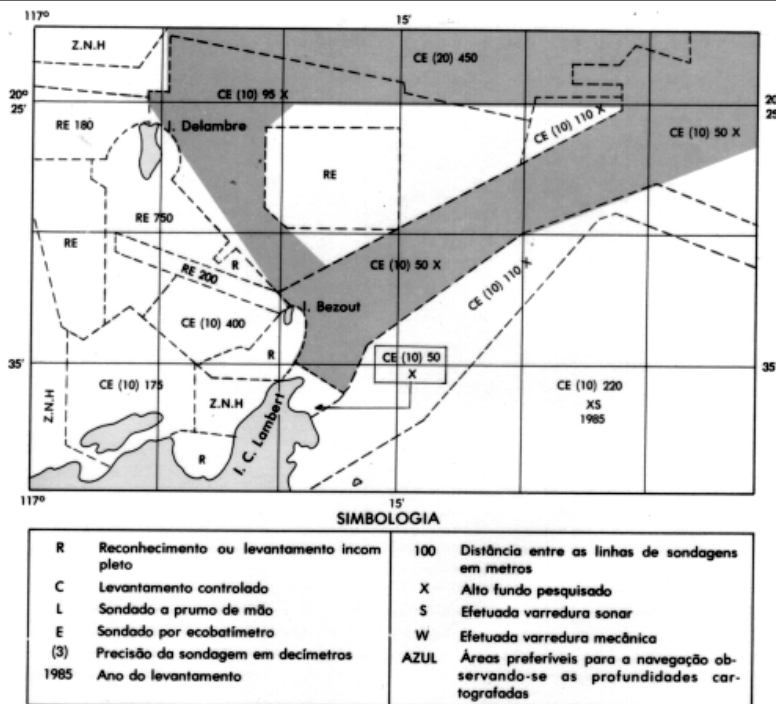 117°
15'
Z.N.H
CE (20) 450
CE (10) 95 X
20°
25'
20
25'
RE 180
I. Delambre
CE (10) 110 X
CE (10) 50 X
RE
RE 750
RE
R
RE 200
CE (10) 50 X
CE (10) 110 X
I. Bezout
CE (10) 400
35'
R
CE (10) 50
X
35'
CE (10) 175
Z.N.H
Z.N.H
CE (10) 220
XS
1985
I. C. Lambert
R
117°
15'
SIMBOLOGIA
R Reconhecimento ou levantamento incom
pleto
C Levantamento controlado
L Sondado a prumo de mão
E Sondado por ecobatímetro
(3) Precisão da sondagem em decímetros
1985 Ano do levantamento
100 Distância entre as linhas de sondagens
em metros
X Alto fundo pesquisado
S Efetuada varredura sonar
W Efetuada varredura mecânica
AZUL Áreas preferíveis para a navegação ob-
servando-se as profundidades car-
tografadas